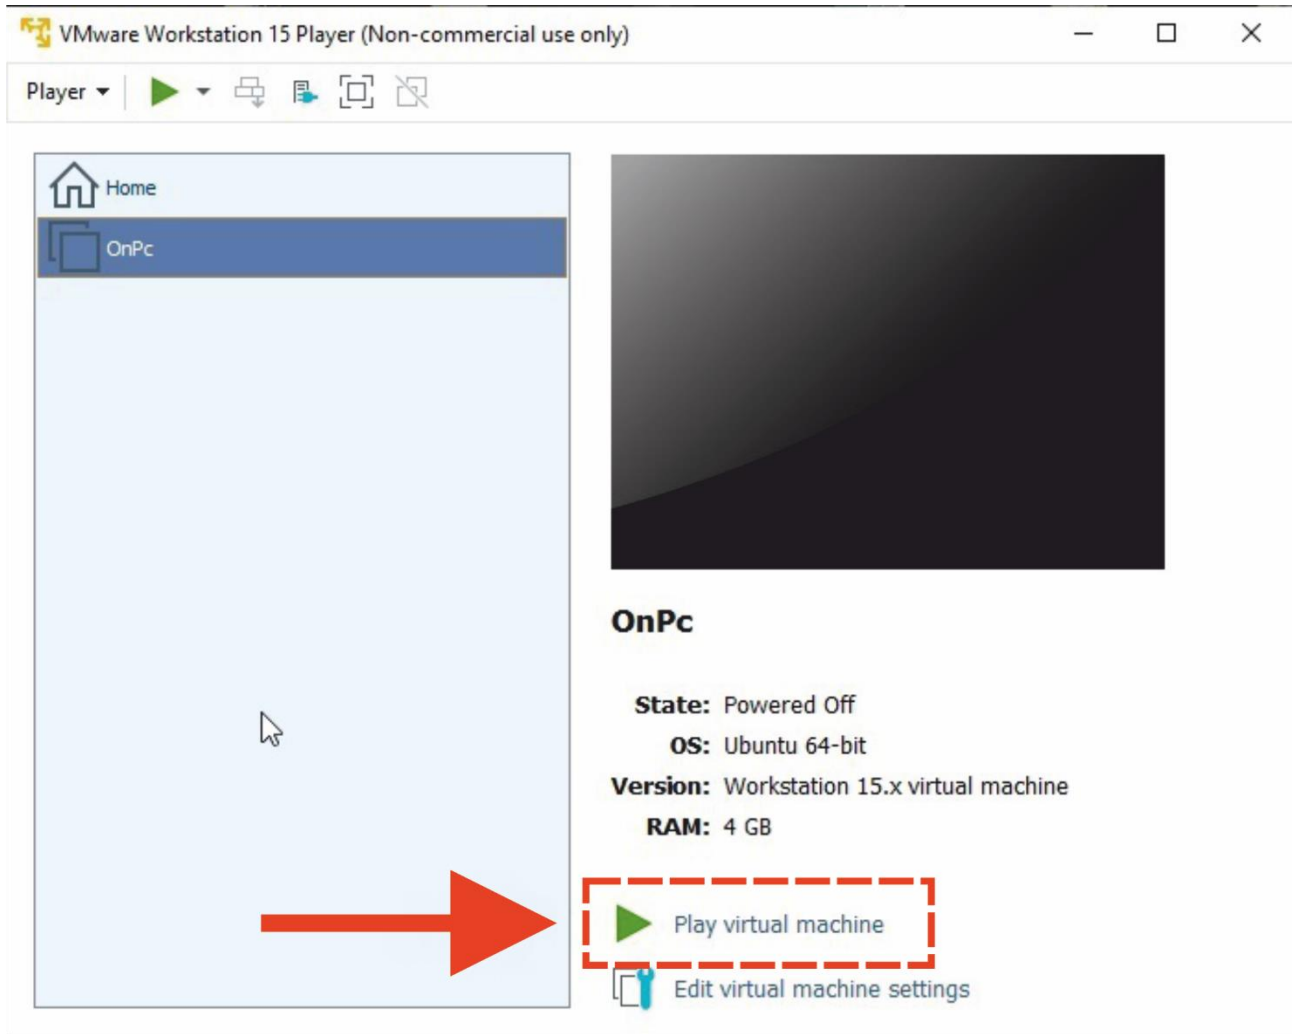 VMware Workstation 15 Player (Non-commercial use only)
Player
Home
OnPc
OnPc
State: Powered Off
OS: Ubuntu 64-bit
Version: Workstation 15.x virtual machine
RAM: 4 GB
Play virtual machine
Edit virtual machine settings